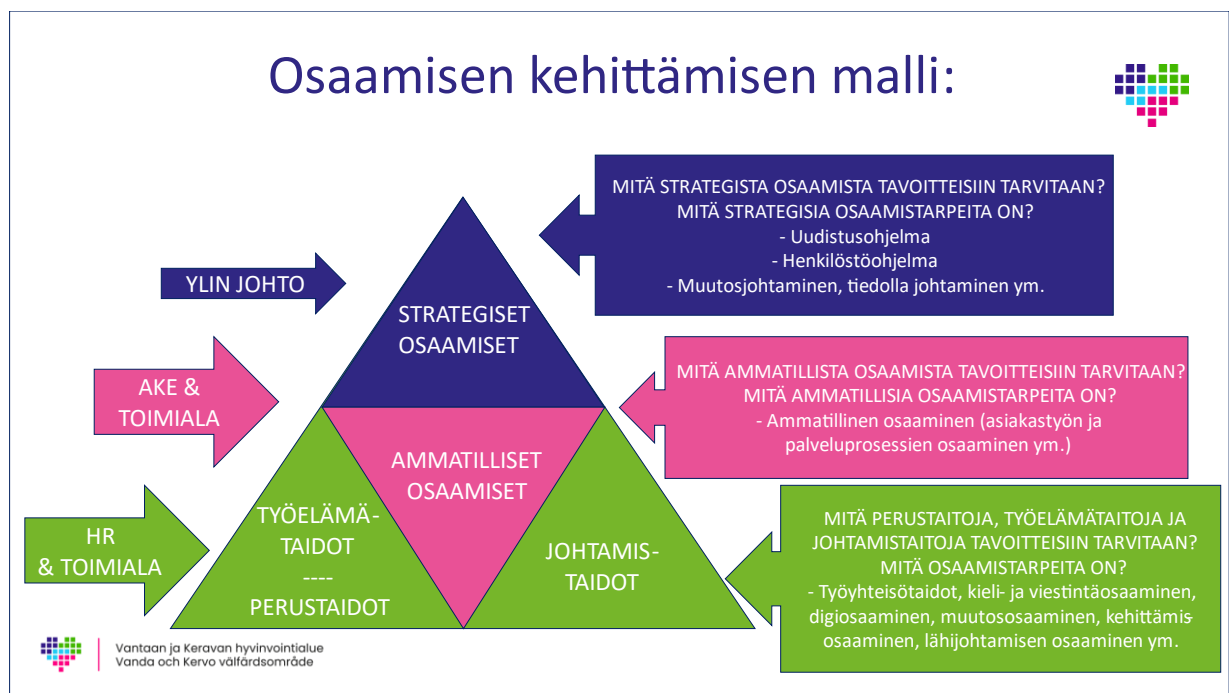 Osaamisen kehittämisen malli:
MITÄ STRATEGISTA OSAAMISTA TAVOITTEISIIN TARVITAAN?
MITÄ STRATEGISIA OSAAMISTARPEITA ON?
- Uudistusohjelma
- Henkilöstöohjelma
- Muutosjohtaminen, tiedolla johtaminen ym.
YLIN JOHTO
STRATEGISET
OSAAMISET
AKE &
TOIMIALA
MITÄ AMMATILLISTA OSAAMISTA TAVOITTEISIIN TARVITAAN?
MITÄ AMMATILLISIA OSAAMISTARPEITA ON?
- Ammatillinen osaaminen (asiakastyön ja
palveluprosessien osaaminen ym.)
AMMATILLISET
OSAAMISET
HR
& TOIMIALA
TYÖELÄMÄ-
TAIDOT
----
PERUSTAIDOT
JOHTAMIS-
TAIDOT
MITÄ PERUSTAITOJA, TYÖELÄMÄTAITOJA JA
JOHTAMISTAITOJA TAVOITTEISIIN TARVITAAN?
MITÄ OSAAMISTARPEITA ON?
- Työyhteisötaidot, kieli- ja viestintäosaaminen,
digiosaaminen, muutososaaminen, kehittämis-
osaaminen, lähijohtamisen osaaminen ym.
Vantaan ja Keravan hyvinvointialue
Vanda och Kervo välfärdsområde